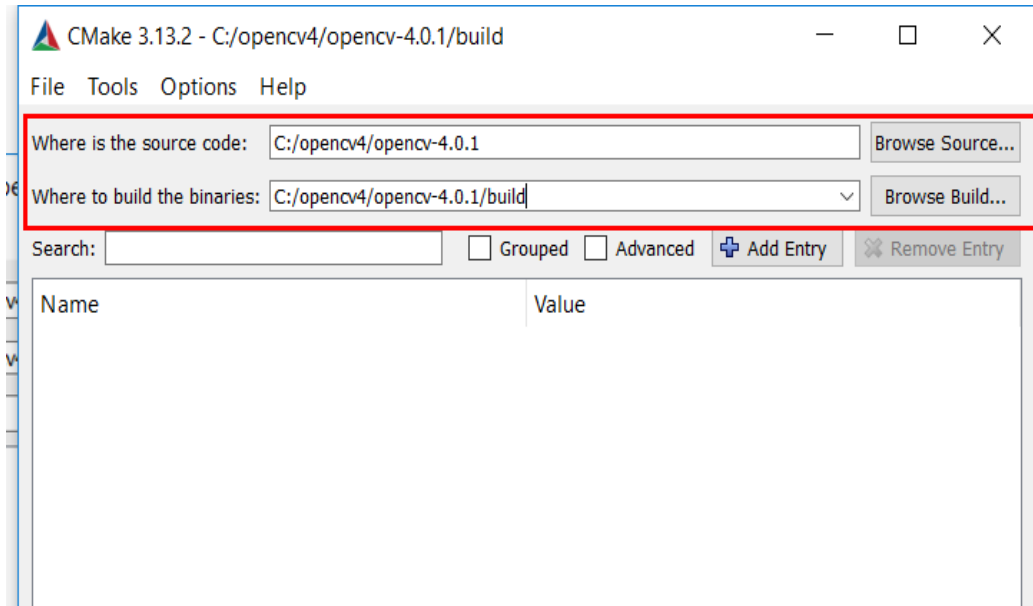 CMake 3.13.2 - C:/opencv4/opencv-4.0.1/build
File Tools Options Help
Where is the source code: C:/opencv4/opencv-4.0.1 Browse Source...
Where to build the binaries: C:/opencv4/opencv-4.0.1/build Browse Build...
Search: Grouped Advanced Add Entry Remove Entry
Name Value